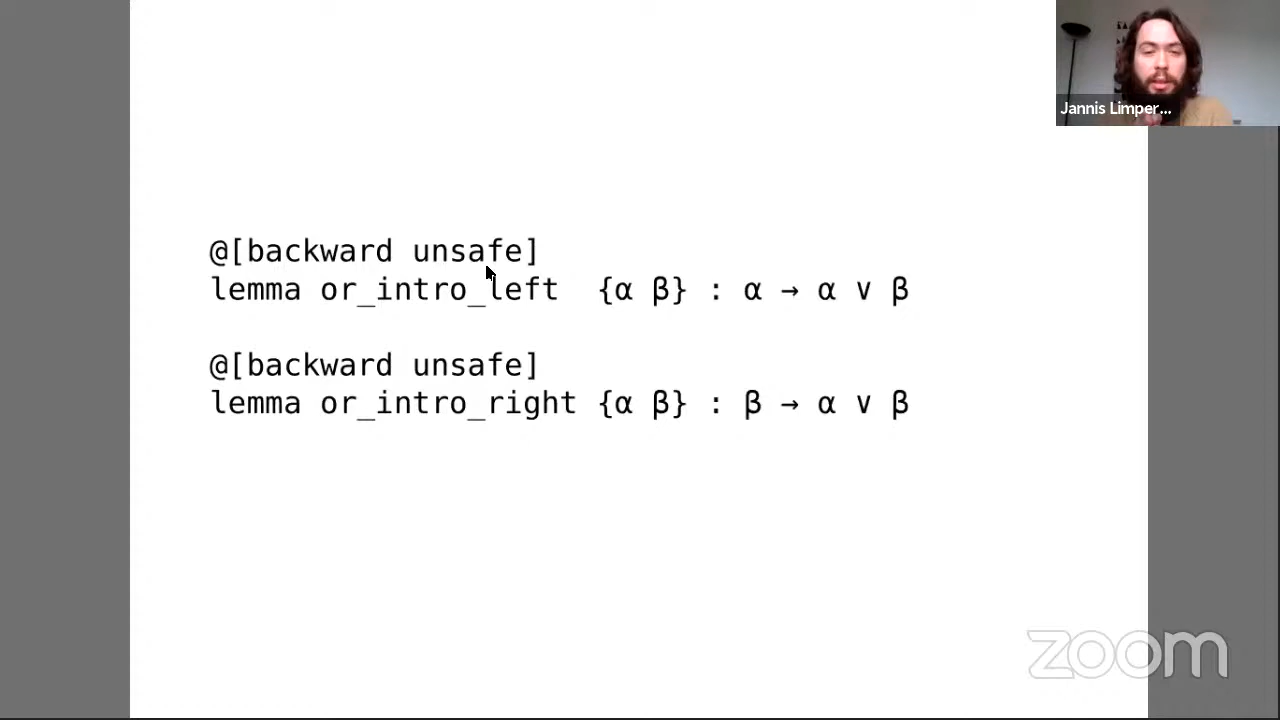 Jannis Limper...
@[backward unsafe]
lemma or_intro_left {α β} : α → α ∨ β
@[backward unsafe]
lemma or_intro_right {α β} : β → α ∨ β
zoom